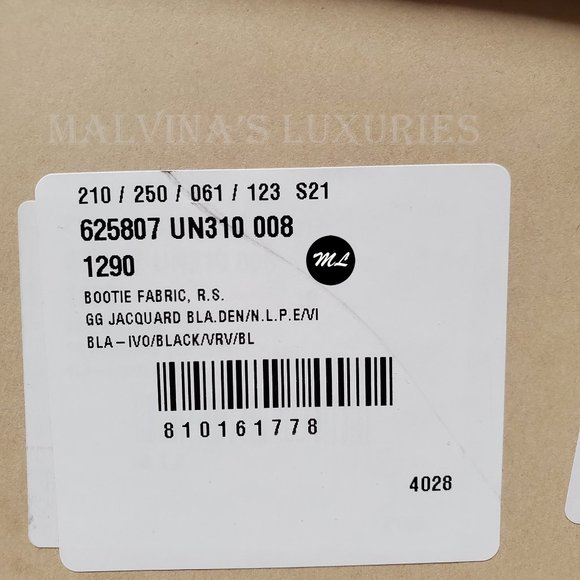 MALVINA'S LUXURIES
210 / 250 / 061 / 123 S21
625807 UN310 008
1290
ML
BOOTIE FABRIC, R.S.
GG JACQUARD BLA.DEN/N.L.P.E/VI
BLA-IVO/BLACK/VRV/BL
810161778
4028